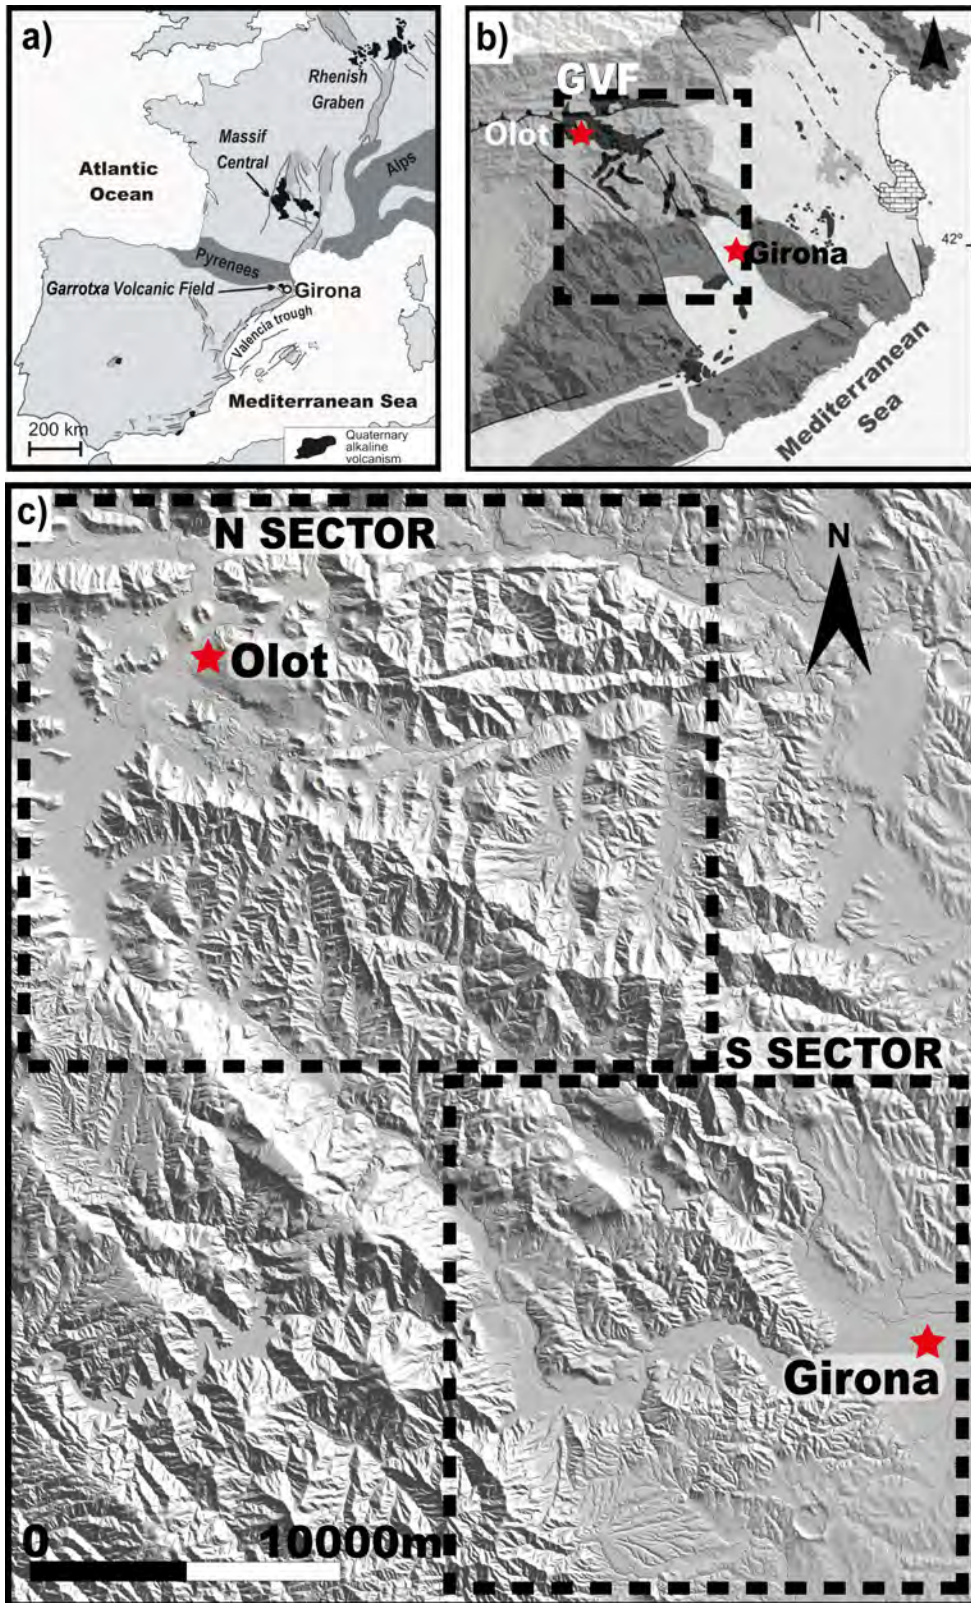 a)
Rhenish
Graben
Massif
Central
Alps
Atlantic
Ocean
Pyrenees
Garrotxa Volcanic Field
Girona
Valencia trough
Mediterranean Sea
200 km
Quaternary
alkaline
volcanism
b)
GVF
Olot
42º
Girona
Mediterranean
Sea
c)
N SECTOR
N
Olot
S SECTOR
Girona
0
10000m